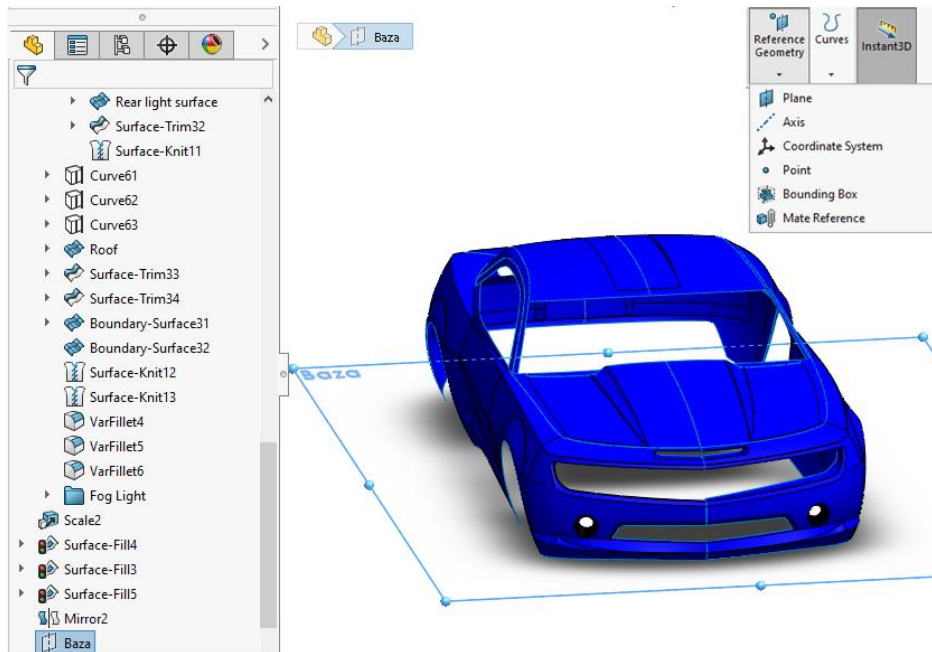 Baza
Reference
Geometry
Curves
Instant3D
Plane
Axis
Coordinate System
Point
Bounding Box
Mate Reference
Rear light surface
Surface-Trim32
Surface-Knit11
Curve61
Curve62
Curve63
Roof
Surface-Trim33
Surface-Trim34
Boundary-Surface31
Boundary-Surface32
Surface-Knit12
Surface-Knit13
VarFillet4
VarFillet5
VarFillet6
Fog Light
Scale2
Surface-Fill4
Surface-Fill3
Surface-Fill5
Mirror2
Baza
Baza